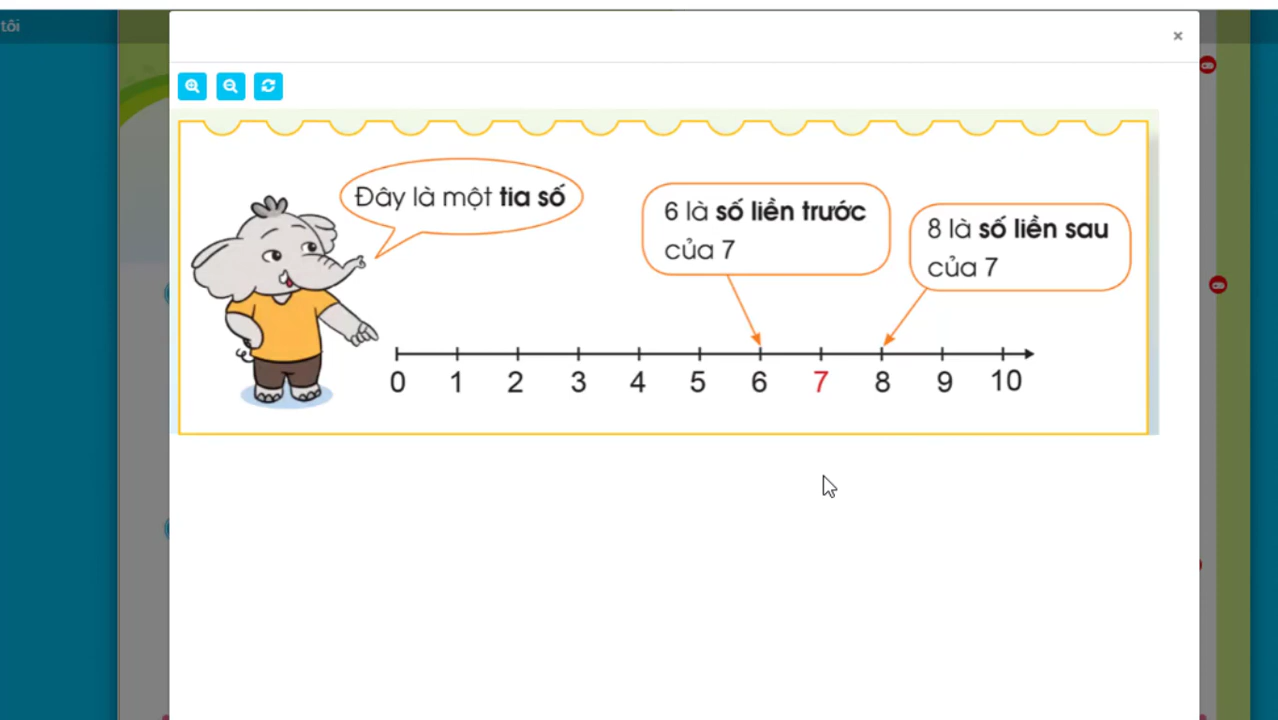 tôi
×
Đây là một tia số
6 là số liền trước
của 7
8 là số liền sau
của 7
0 1 2 3 4 5 6 7 8 9 10